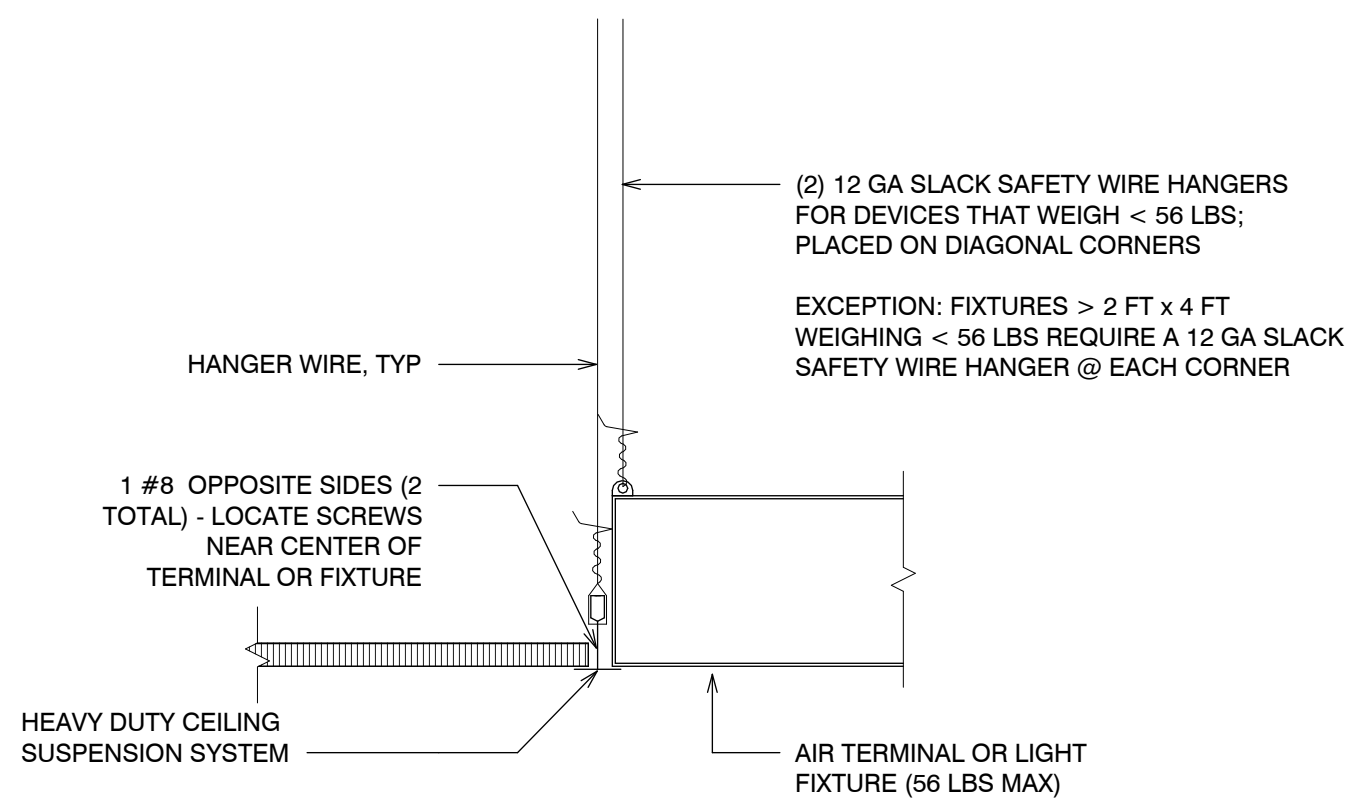 (2) 12 GA SLACK SAFETY WIRE HANGERS
FOR DEVICES THAT WEIGH < 56 LBS;
PLACED ON DIAGONAL CORNERS
EXCEPTION: FIXTURES > 2 FT x 4 FT
WEIGHING < 56 LBS REQUIRE A 12 GA SLACK
SAFETY WIRE HANGER @ EACH CORNER
HANGER WIRE, TYP
1 #8 OPPOSITE SIDES (2
TOTAL) - LOCATE SCREWS
NEAR CENTER OF
TERMINAL OR FIXTURE
HEAVY DUTY CEILING
SUSPENSION SYSTEM
AIR TERMINAL OR LIGHT
FIXTURE (56 LBS MAX)